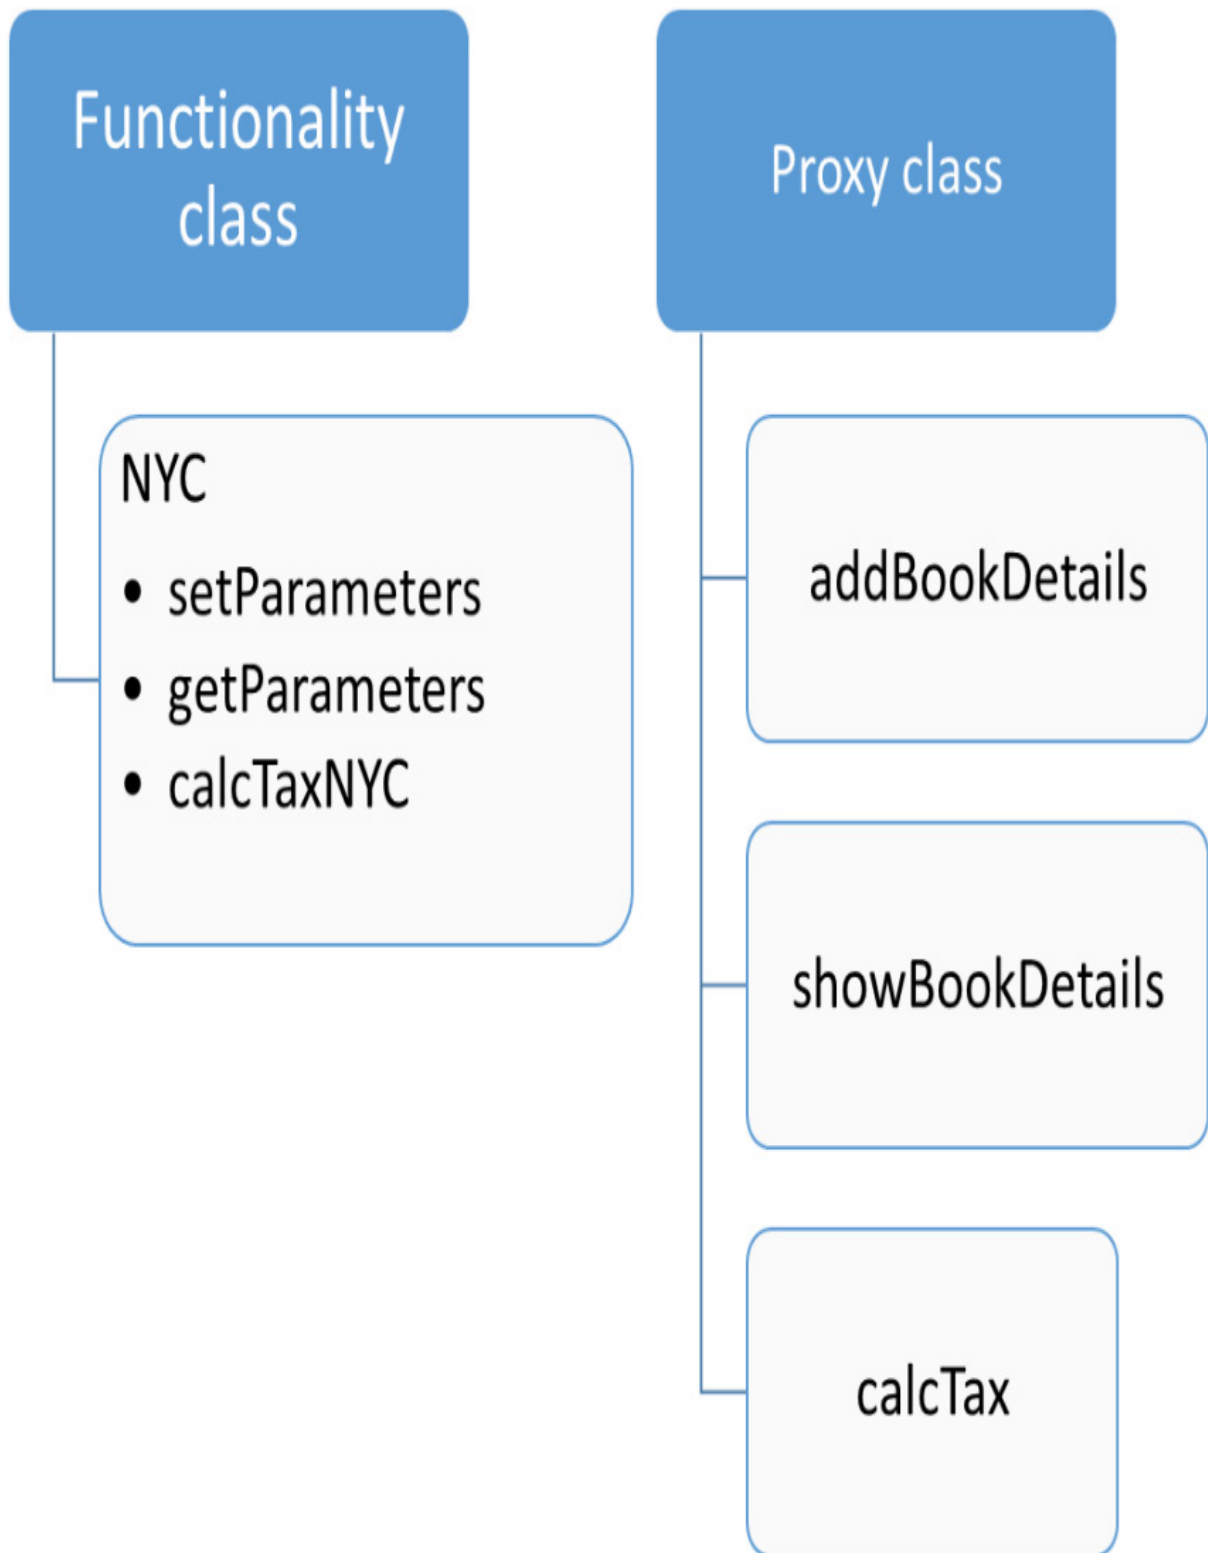 Functionality
class
NYC
• setParameters
• getParameters
• calcTaxNYC
Proxy class
addBookDetails
showBookDetails
calcTax